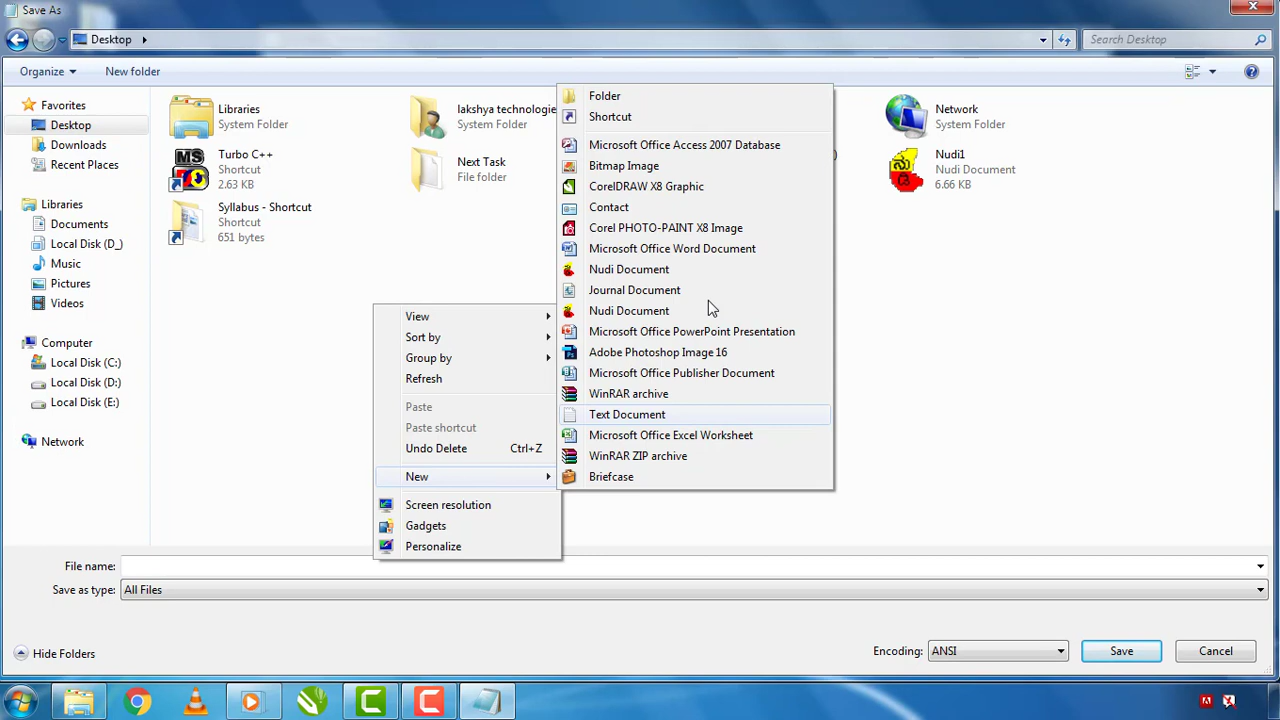 Save As
Desktop
Search Desktop
Organize
New folder
Favorites
Desktop
Downloads
Recent Places
Libraries
Documents
Local Disk (D_)
Music
Pictures
Videos
Computer
Local Disk (C:)
Local Disk (D:)
Local Disk (E:)
Network
Libraries
System Folder
lakshya technologie
System Folder
Network
System Folder
MS
Turbo C++
Shortcut
2.63 KB
Next Task
File folder
Nudi1
Nudi Document
6.66 KB
Syllabus - Shortcut
Shortcut
651 bytes
View
Sort by
Group by
Refresh
Paste
Paste shortcut
Undo Delete Ctrl+Z
New
Screen resolution
Gadgets
Personalize
Folder
Shortcut
Microsoft Office Access 2007 Database
Bitmap Image
CorelDRAW X8 Graphic
Contact
Corel PHOTO-PAINT X8 Image
Microsoft Office Word Document
Nudi Document
Journal Document
Nudi Document
Microsoft Office PowerPoint Presentation
Adobe Photoshop Image 16
Microsoft Office Publisher Document
WinRAR archive
Text Document
Microsoft Office Excel Worksheet
WinRAR ZIP archive
Briefcase
File name:
Save as type: All Files
Hide Folders
Encoding: ANSI
Save
Cancel